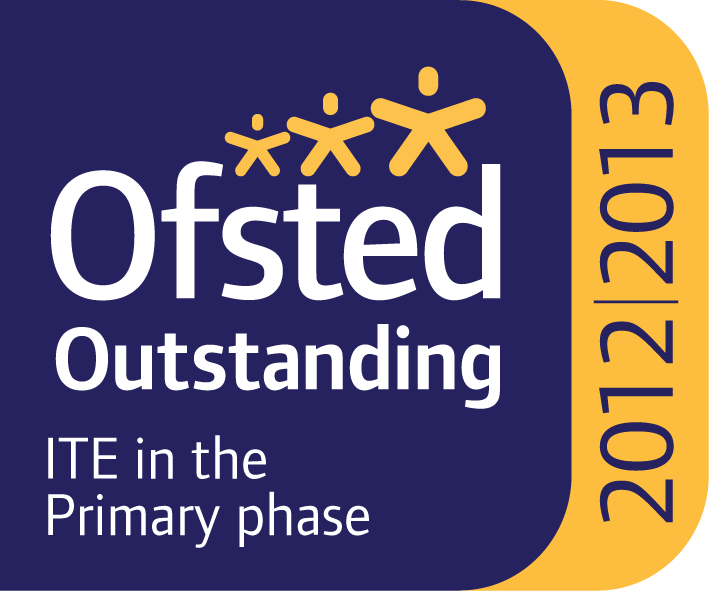 Ofsted
Outstanding
ITE in the
Primary phase
2012|2013